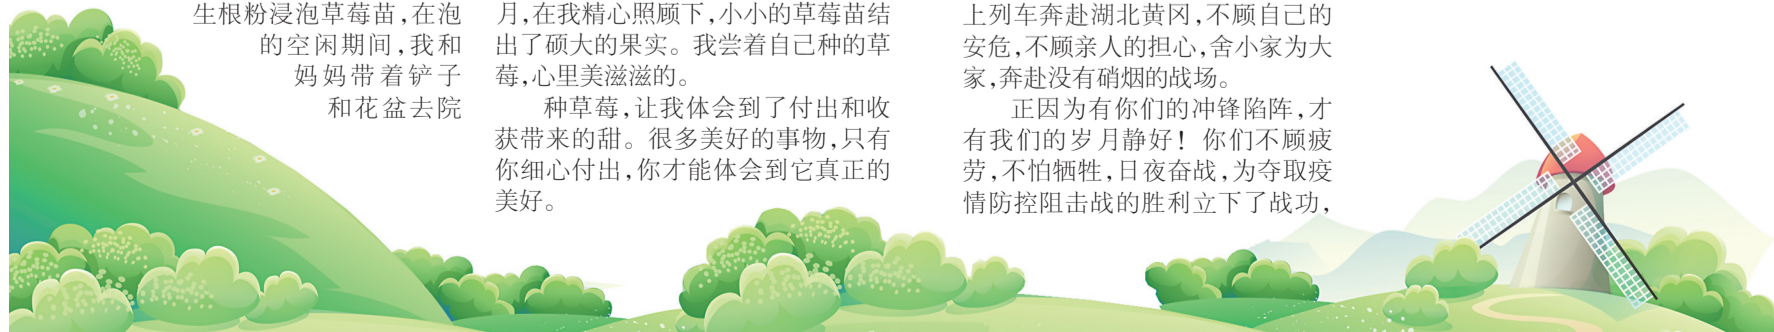 生根粉浸泡草莓苗，在泡
的空闲期间，我和
妈妈带着铲子
和花盆去院
月，在我精心照顾下，小小的草莓苗结
出了硕大的果实。我尝着自己种的草
莓，心里美滋滋的。
种草莓，让我体会到了付出和收
获带来的甜。很多美好的事物，只有
你细心付出，你才能体会到它真正的
美好。
上列车奔赴湖北黄冈，不顾自己的
安危，不顾亲人的担心，舍小家为大
家，奔赴没有硝烟的战场。
正因为有你们的冲锋陷阵，才
有我们的岁月静好！你们不顾疲
劳，不怕牺牲，日夜奋战，为夺取疫
情防控阻击战的胜利立下了战功，